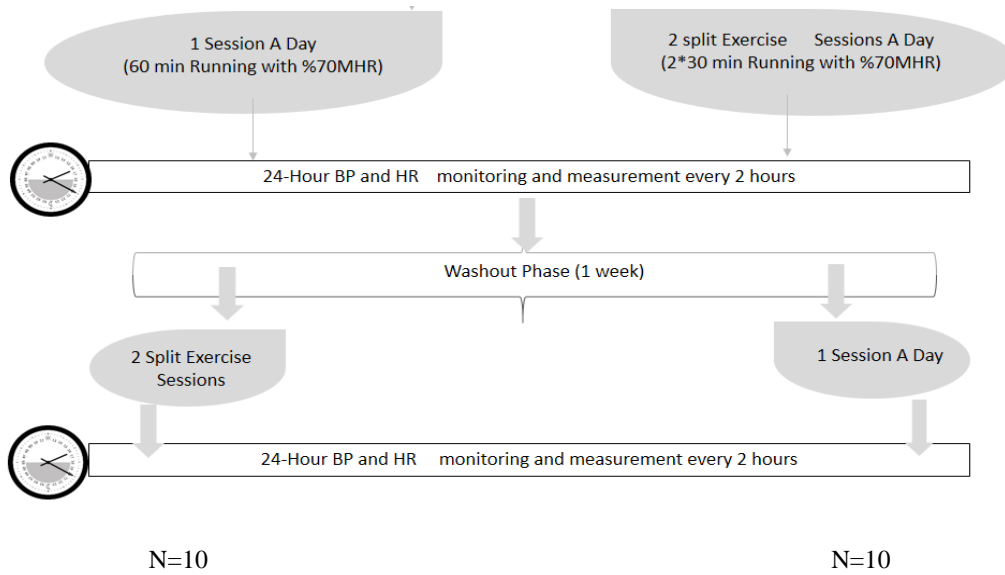 1 Session A Day
(60 min Running with %70MHR)
2 split Exercise Sessions A Day
(2*30 min Running with %70MHR)
24-Hour BP and HR monitoring and measurement every 2 hours
Washout Phase (1 week)
2 Split Exercise
Sessions
1 Session A Day
24-Hour BP and HR monitoring and measurement every 2 hours
N=10
N=10